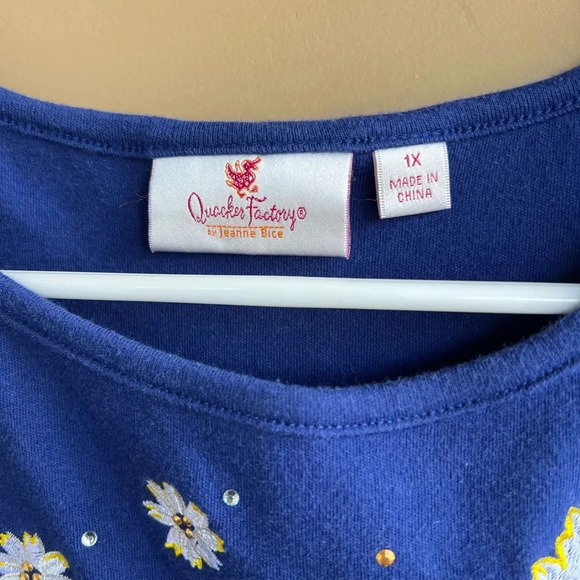 Quacker Factory®
by Jeanne Bice
1X
MADE IN
CHINA